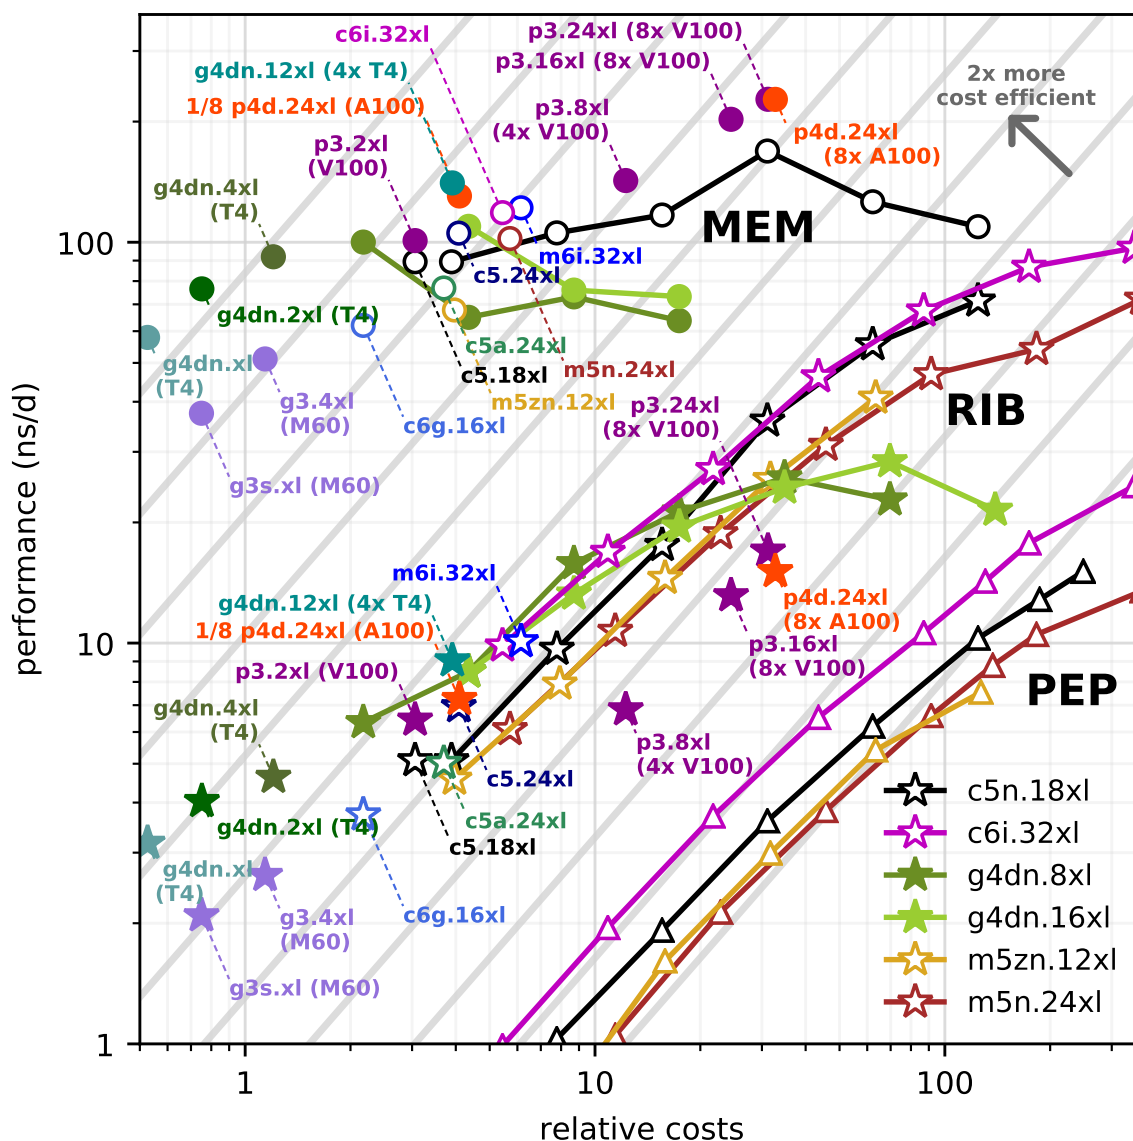 p3.24xl (8x V100)
c6i.32xl
p3.16xl (8x V100)
g4dn.12xl (4x T4)
2x more
cost efficient
1/8 p4d.24xl (A100)
p3.8xl
(4x V100)
p4d.24xl
(8x A100)
p3.2xl
(V100)
g4dn.4xl
(T4)
MEM
100
m6i.32xl
c5.24xl
g4dn.2xl (T4)
c5a.24xl
g4dn.xl
(T4)
c5.18xl
m5n.24xl
g3.4xl
(M60)
m5zn.12xl
p3.24xl
(8x V100)
RIB
c6g.16xl
g3s.xl (M60)
performance (ns/d)
m6i.32xl
g4dn.12xl (4x T4)
p4d.24xl
(8x A100)
1/8 p4d.24xl (A100)
10
p3.16xl
(8x V100)
p3.2xl (V100)
PEP
g4dn.4xl
(T4)
p3.8xl
(4x V100)
c5.24xl
c5n.18xl
c5a.24xl
g4dn.2xl (T4)
c6i.32xl
c5.18xl
g4dn.xl
(T4)
g4dn.8xl
g3.4xl
(M60)
c6g.16xl
g4dn.16xl
m5zn.12xl
g3s.xl (M60)
m5n.24xl
1
1
10
100
relative costs